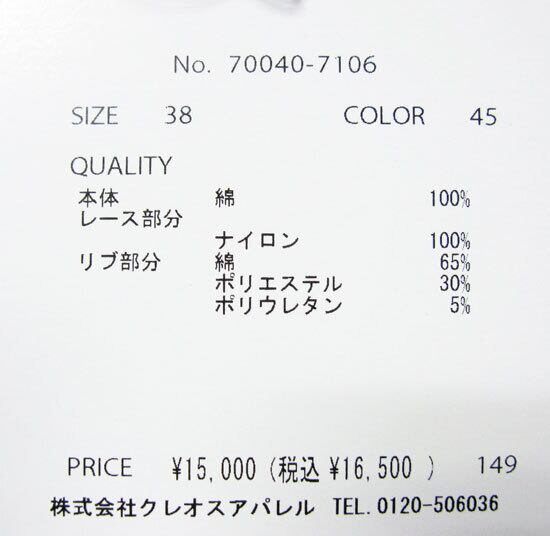 No. 70040-7106
SIZE 38 COLOR 45
QUALITY
本体 綿 100%
レース部分
ナイロン 100%
リブ部分 綿 65%
ポリエステル 30%
ポリウレタン 5%
PRICE ¥15,000 (税込 ¥16,500 ) 149
株式会社クレオスアパレル TEL.0120-506036